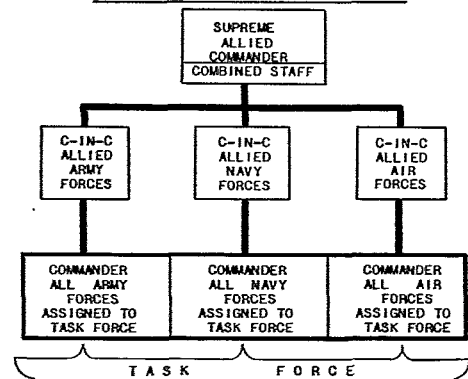 SUPREME
ALLIED
COMMANDER
COMBINED STAFF
C-IN-C
ALLIED
ARMY
FORCES
C-IN-C
ALLIED
NAVY
FORCES
C-IN-C
ALLIED
AIR
FORCES
COMMANDER
ALL ARMY
FORCES
ASSIGNED TO
TASK FORCE
COMMANDER
ALL NAVY
FORCES
ASSIGNED TO
TASK FORCE
COMMANDER
ALL AIR
FORCES
ASSIGNED TO
TASK FORCE
TASK FORCE